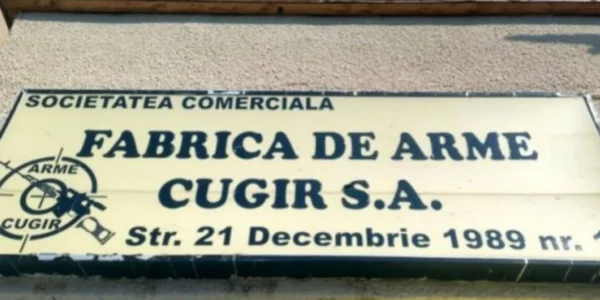 SOCIETATEA COMERCIALA
FABRICA DE ARME
CUGIR S.A.
ARME
CUGIR
Str. 21 Decembrie 1989 nr.